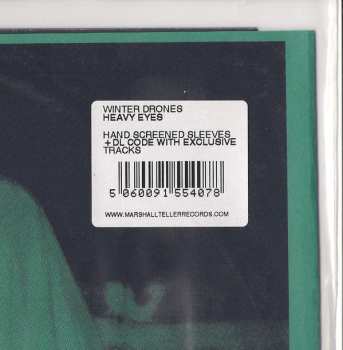 WINTER DRONES
HEAVY EYES
HAND SCREENED SLEEVES
+ DL CODE WITH EXCLUSIVE
TRACKS
5 060091 554078
WWW.MARSHALLTELLERRECORDS.COM